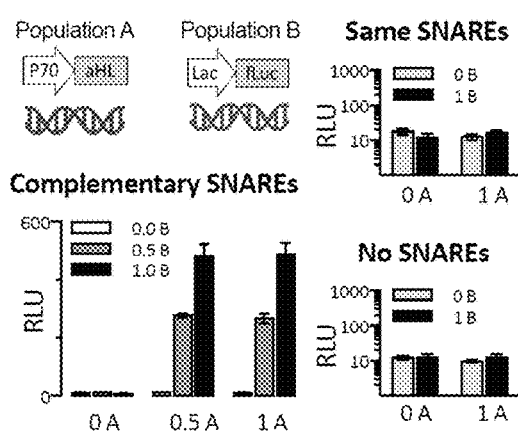 Population A
Population B
P70
aHL
Lac
fLuc
Same SNAREs
1000
100
10
RLU
0 B
1 B
0 A
1 A
Complementary SNAREs
600
0
RLU
0.0 B
0.5 B
1.0 B
0 A
0.5 A
1 A
No SNAREs
1000
100
10
RLU
0 B
1 B
0 A
1 A